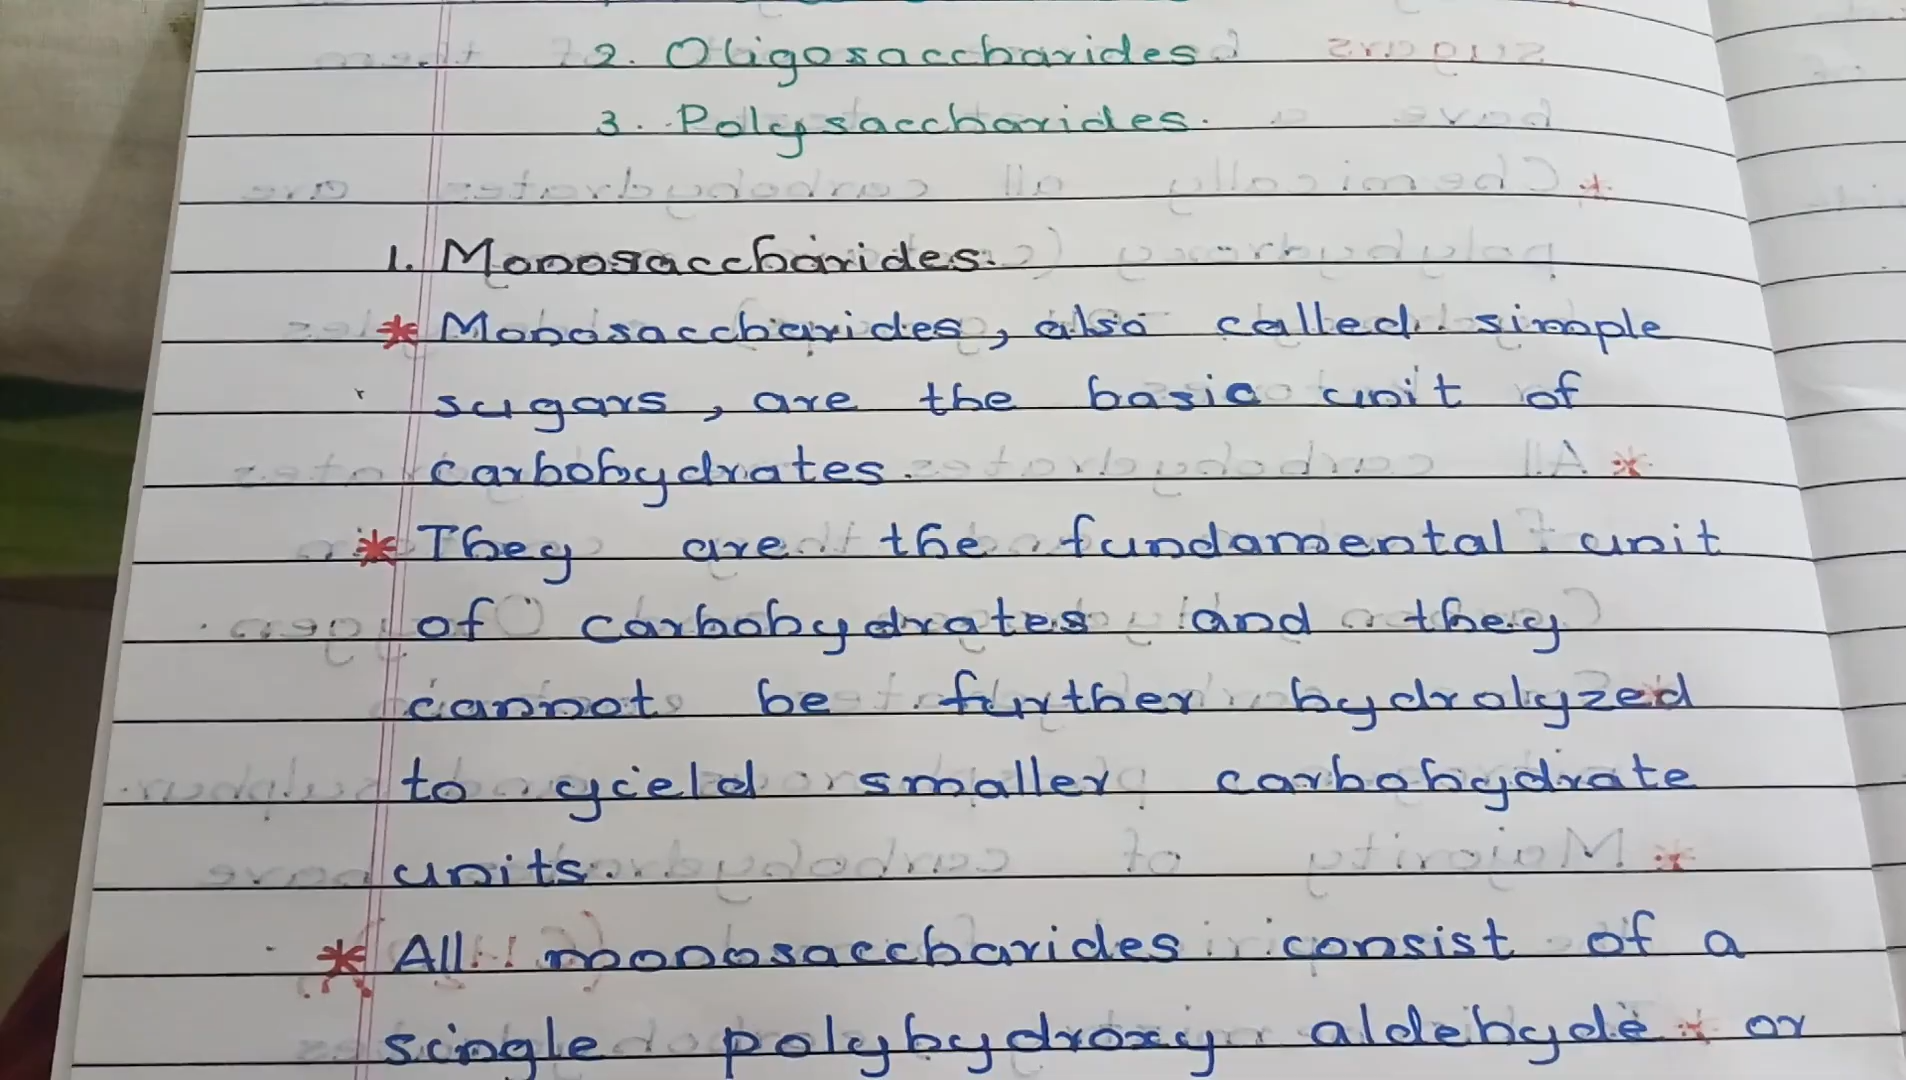 2. Oligosaccharides
3. Polysaccharides.
1. Monosaccharides.
* Monosaccharides, also called simple
sugars, are the basic unit of
carbohydrates.
* They are the fundamental unit
of carbohydrates and they
cannot be further hydrolyzed
to yield smaller carbohydrate
units.
* All monosaccharides consist of a
single polyhydroxy aldehyde or